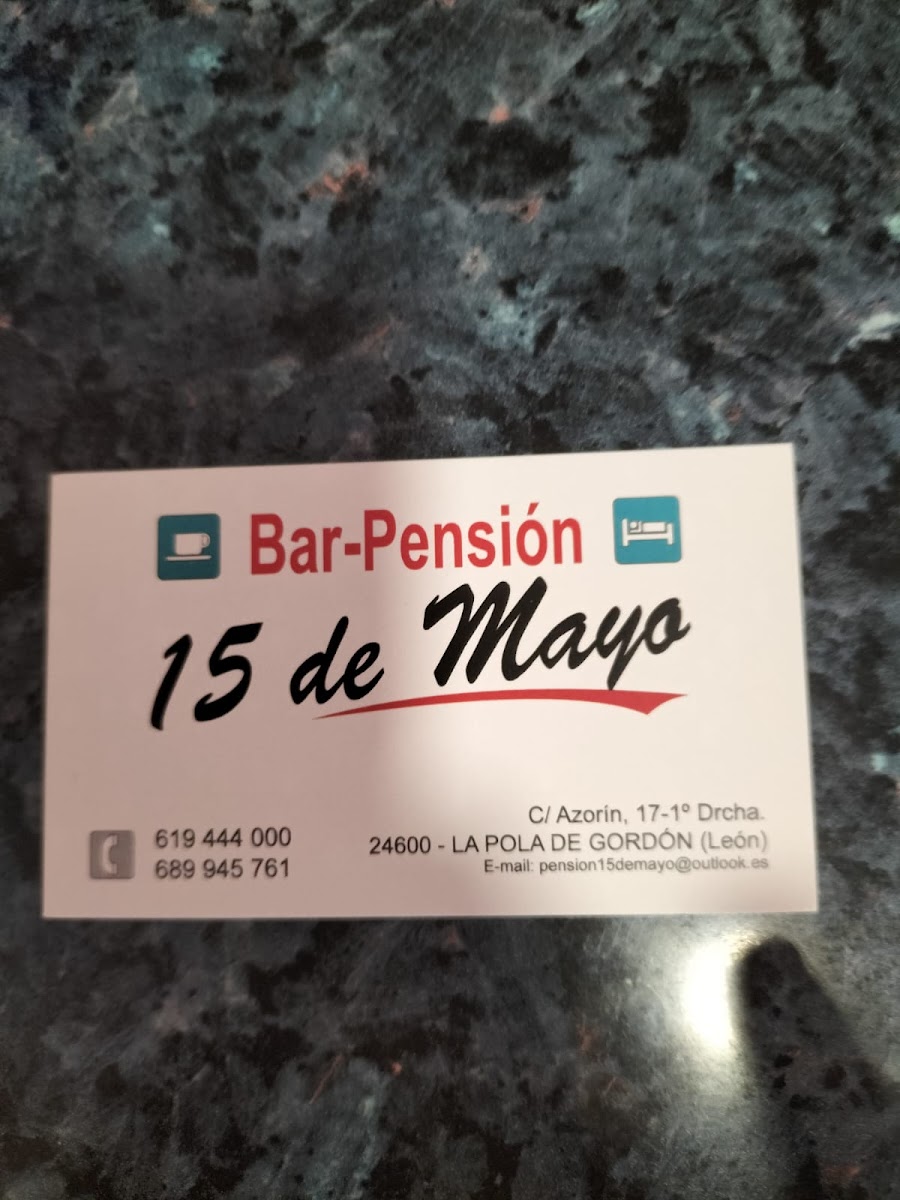 Bar-Pensión
15 de Mayo
619 444 000
689 945 761
C/ Azorín, 17-1º Drcha.
24600 - LA POLA DE GORDÓN (León)
E-mail: pension15demayo@outlook.es